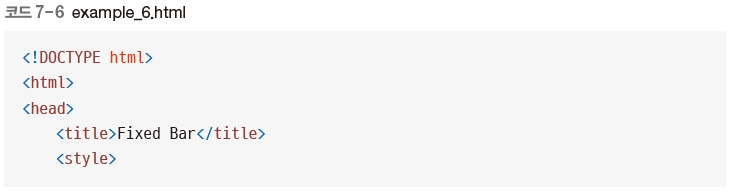 코드 7-6 example_6.html
<!DOCTYPE html>
<html>
<head>
    <title>Fixed Bar</title>
    <style>